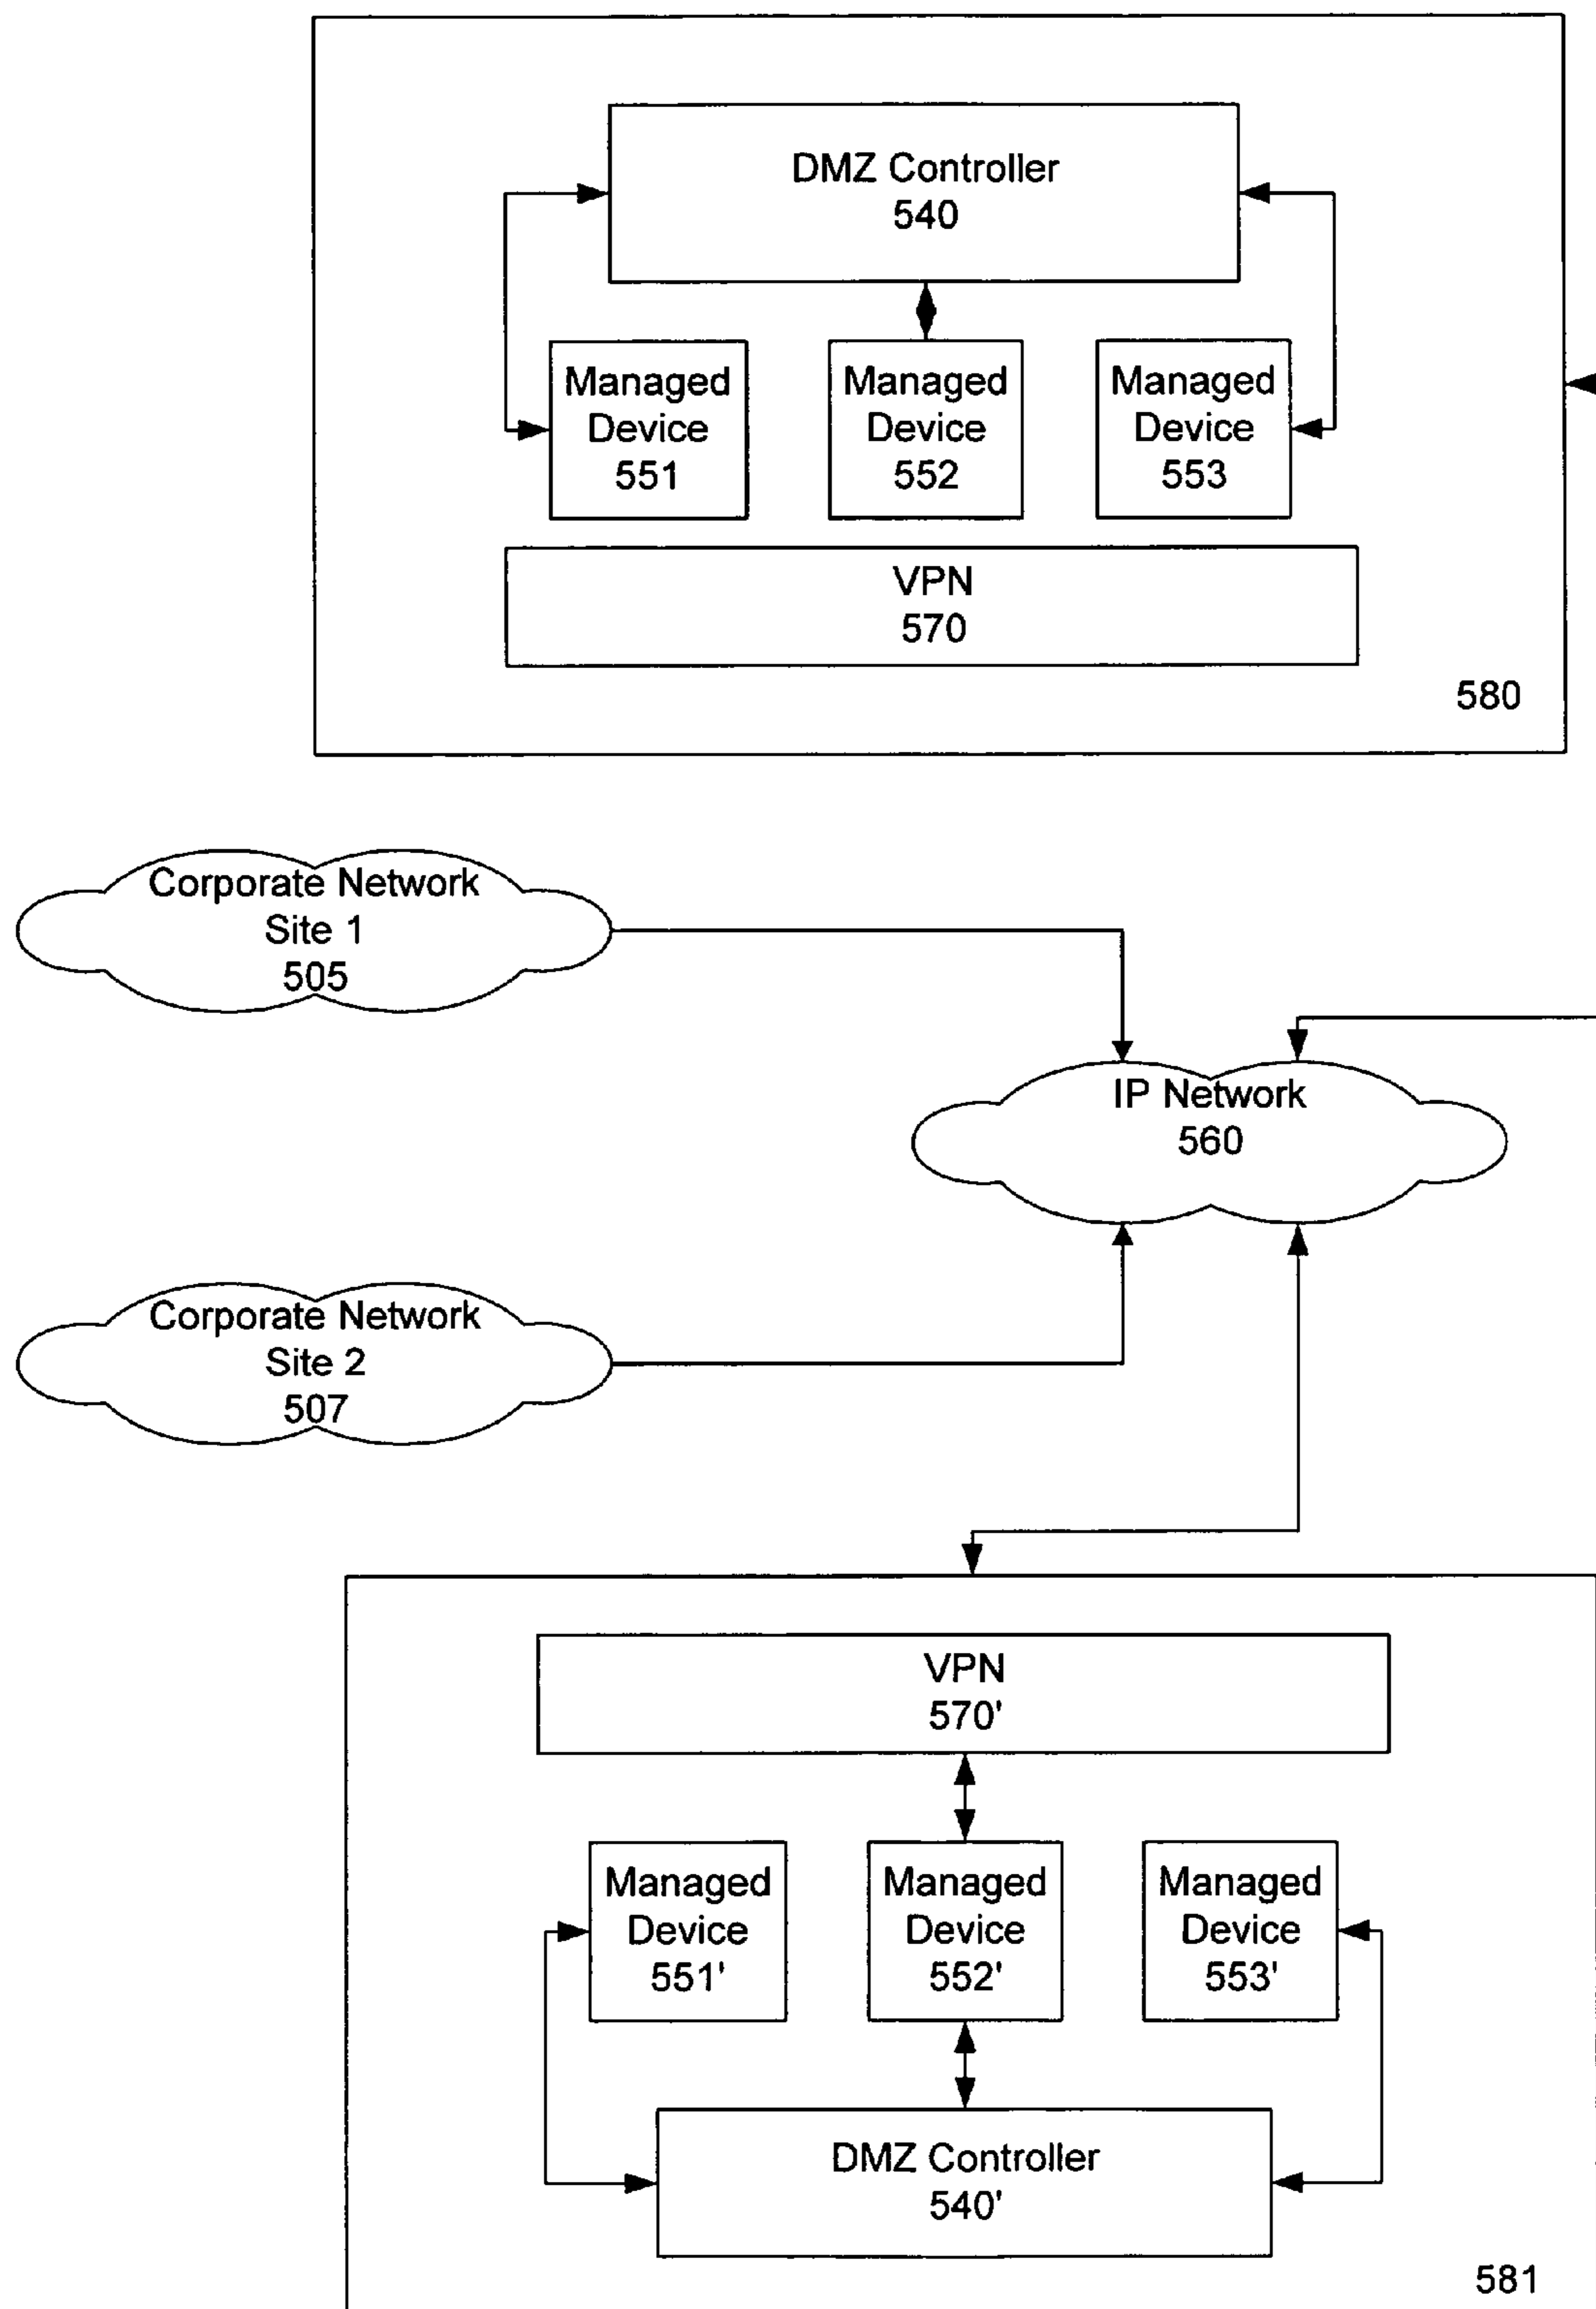 DMZ Controller
540
Managed
Device
551
Managed
Device
552
Managed
Device
553
VPN
570
580
Corporate Network
Site 1
505
IP Network
560
Corporate Network
Site 2
507
VPN
570'
Managed
Device
551'
Managed
Device
552'
Managed
Device
553'
DMZ Controller
540'
581